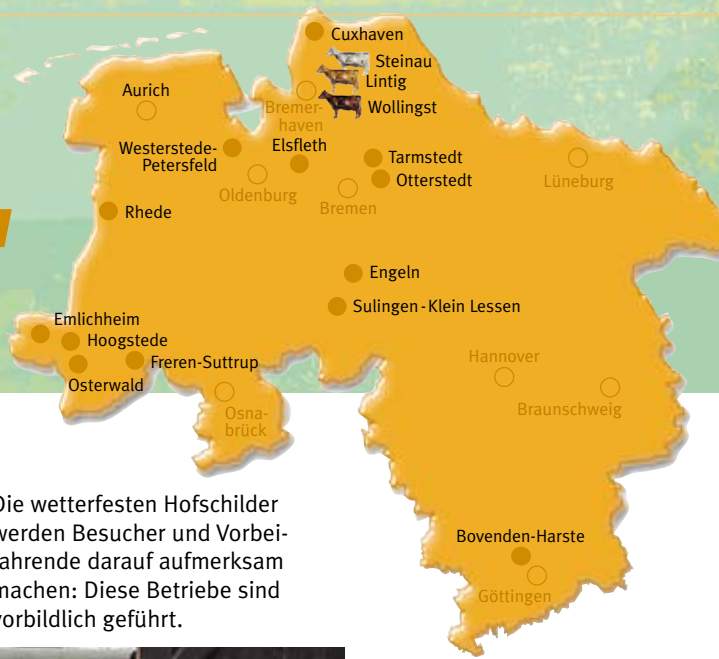 Cuxhaven
Steinau
Lintig
Wollingst
Aurich
Bremer-
haven
Westerstede-
Petersfeld
Elsfleth
Tarmstedt
Otterstedt
Oldenburg
Bremen
Lüneburg
Rhede
Engeln
Sulingen-Klein Lessen
Emlichheim
Hoogstede
Freren-Suttrup
Osterwald
Hannover
Braunschweig
Osna-
brück
Bovenden-Harste
Göttingen
Die wetterfesten Hofschilder
werden Besucher und Vorbei-
fahrende darauf aufmerksam
machen: Diese Betriebe sind
vorbildlich geführt.